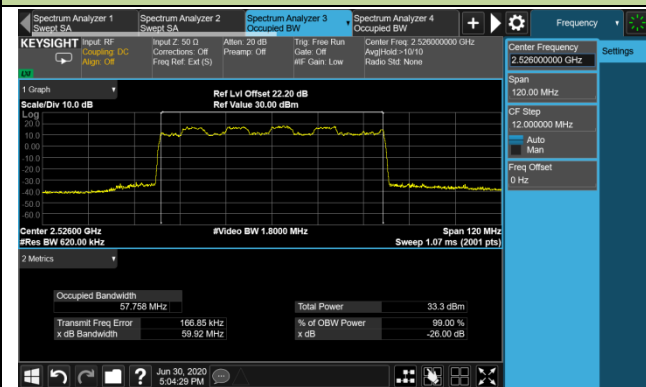 Spectrum Analyzer 1
Swept SA
Spectrum Analyzer 2
Swept SA
Spectrum Analyzer 3
Occupied BW
Spectrum Analyzer 4
Occupied BW
+
Frequency
KEYSIGHT
Input: RF
Coupling: DC
Align: Off
Input Z: 50 Ω
Corrections: Off
Freq Ref: Ext (S)
Atten: 20 dB
Preamp: Off
Trig: Free Run
Gate: Off
#IF Gain: Low
Center Freq: 2.526000000 GHz
Avg|Hold:>10/10
Radio Std: None
LXI
Center Frequency
2.526000000 GHz
Settings
Span
120.00 MHz
CF Step
12.000000 MHz
Auto
Man
Freq Offset
0 Hz
1 Graph
Scale/Div 10.0 dB
Ref Lvl Offset 22.20 dB
Ref Value 30.00 dBm
Log
20.0
10.0
0.00
-10.0
-20.0
-30.0
-40.0
-50.0
-60.0
Center 2.52600 GHz
#Res BW 620.00 kHz
#Video BW 1.8000 MHz
Span 120 MHz
Sweep 1.07 ms (2001 pts)
2 Metrics
Occupied Bandwidth
57.758 MHz
Total Power
33.3 dBm
Transmit Freq Error
166.85 kHz
% of OBW Power
99.00 %
x dB Bandwidth
59.92 MHz
x dB
-26.00 dB
?
Jun 30, 2020
5:04:29 PM